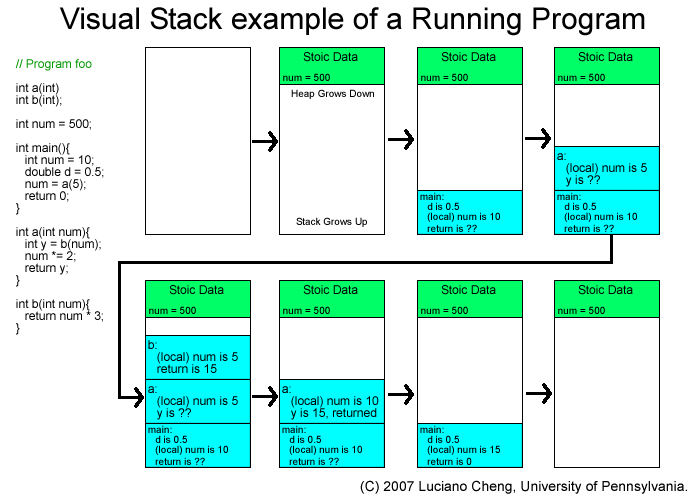 Visual Stack example of a Running Program
// Program foo
int a(int)
int b(int);
int num = 500;
int main(){
int num = 10;
double d = 0.5;
num = a(5);
return 0;
}
int a(int num){
int y = b(num);
num *= 2;
return y;
}
int b(int num){
return num * 3;
}
Stoic Data
num = 500
Heap Grows Down
Stack Grows Up
Stoic Data
num = 500
main:
d is 0.5
(local) num is 10
return is ??
Stoic Data
num = 500
a:
(local) num is 5
y is ??
main:
d is 0.5
(local) num is 10
return is ??
Stoic Data
num = 500
b:
(local) num is 5
return is 15
a:
(local) num is 5
y is ??
main:
d is 0.5
(local) num is 10
return is ??
Stoic Data
num = 500
a:
(local) num is 10
y is 15, returned
main:
d is 0.5
(local) num is 10
return is ??
Stoic Data
num = 500
main:
d is 0.5
(local) num is 15
return is 0
Stoic Data
num = 500
(C) 2007 Luciano Cheng, University of Pennsylvania.